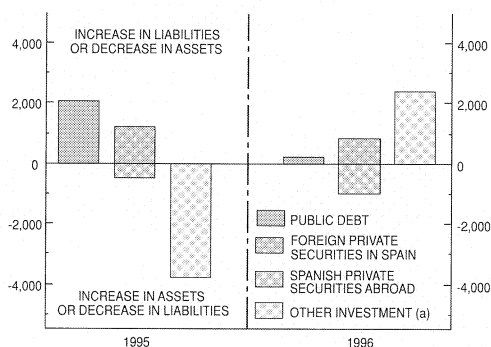 INCREASE IN LIABILITIES
OR DECREASE IN ASSETS
4,000
2,000
0
-2,000
-4,000
4,000
2,000
0
-2,000
-4,000
PUBLIC DEBT
FOREIGN PRIVATE
SECURITIES IN SPAIN
SPANISH PRIVATE
SECURITIES ABROAD
OTHER INVESTMENT (a)
INCREASE IN ASSETS
OR DECREASE IN LIABILITIES
1995
1996